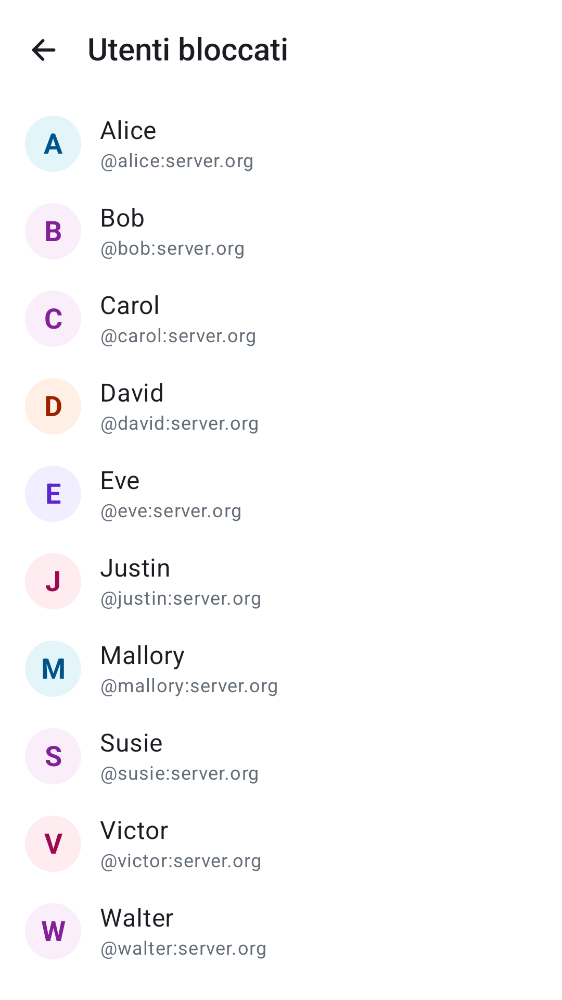 Utenti bloccati
A
Alice
@alice:server.org
B
Bob
@bob:server.org
C
Carol
@carol:server.org
D
David
@david:server.org
E
Eve
@eve:server.org
J
Justin
@justin:server.org
M
Mallory
@mallory:server.org
S
Susie
@susie:server.org
V
Victor
@victor:server.org
W
Walter
@walter:server.org